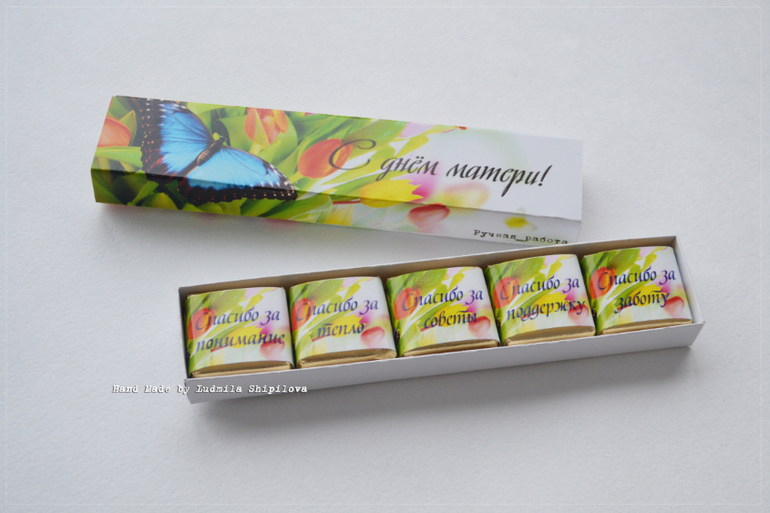 С днём матери!
Ручная_работа
Спасибо за
понимание
Спасибо за
тепло
Спасибо за
советы
Спасибо за
поддержку
Спасибо за
заботу
Hand Made by Ludmila Shipilova